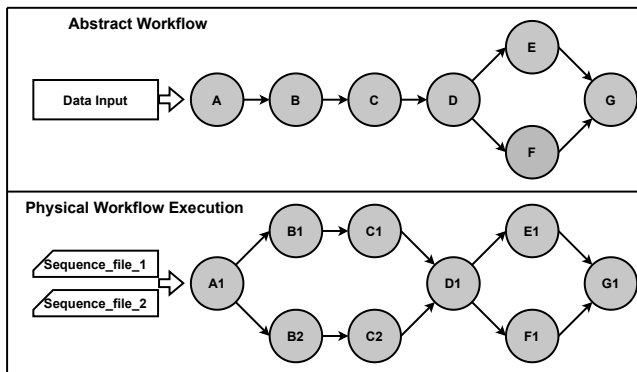 Abstract Workflow
Data Input
A
B
C
D
E
F
G
Physical Workflow Execution
Sequence_file_1
Sequence_file_2
A1
B1
C1
B2
C2
D1
E1
F1
G1